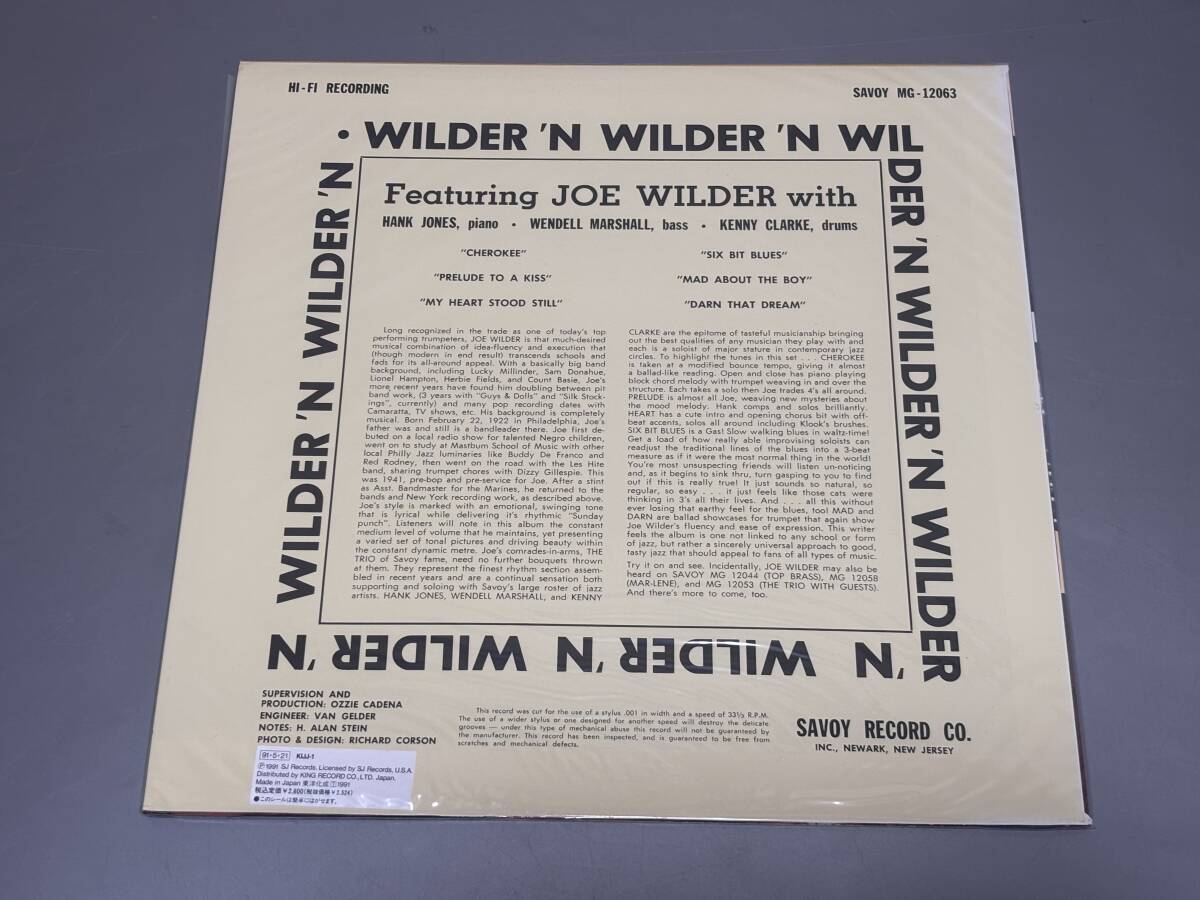 HI-FI RECORDING
SAVOY MG-12063
• WILDER 'N WILDER 'N WIL
DER 'N WILDER 'N WILDER
'N WILDER 'N WILDER 'N
WILDER 'N WILDER 'N
Featuring JOE WILDER with
HANK JONES, piano • WENDELL MARSHALL, bass • KENNY CLARKE, drums
"CHEROKEE"
"PRELUDE TO A KISS"
"MY HEART STOOD STILL"
"SIX BIT BLUES"
"MAD ABOUT THE BOY"
"DARN THAT DREAM"
Long recognized in the trade as one of today's top
performing trumpeters, JOE WILDER is that much-desired
musical combination of idea-fluency and execution that
(though modern in end result) transcends schools and
fads for its all-around appeal. With a basically big band
background, including Lucky Millinder, Sam Donahue,
Lionel Hampton, Herbie Fields, and Count Basie, Joe's
more recent years have found him doubling between pit
band work, (3 years with "Guys & Dolls" and "Silk Stock-
ings", currently) and many pop recording dates with
Camaratta, TV shows, etc. His background is completely
musical. Born February 22, 1922 in Philadelphia, Joe's
father was and still is a bandleader there. Joe first de-
buted on a local radio show for talented Negro children,
went on to study at Mastbum School of Music with other
local Philly Jazz luminaries like Buddy De Franco and
Red Rodney, then went on the road with the Les Hite
band, sharing trumpet chores with Dizzy Gillespie. This
was 1941, pre-bop and pre-service for Joe. After a stint
as Asst. Bandleader for the Marines, he returned to the
bands and New York recording work, as described above.
Joe's style is marked with an emotional, swinging tone
that is lyrical while delivering it's rhythmic "Sunday
punch". Listeners will note in this album the constant
medium level of volume that he maintains, yet presenting
a varied set of tonal pictures and driving beauty within
the constant dynamic metre. Joe's comrades-in-arms, THE
TRIO of Savoy fame, need no further bouquets thrown
at them. They represent the finest rhythm section assem-
bled in recent years and are a continual sensation both
supporting and soloing with Savoy's large roster of jazz
artists. HANK JONES, WENDELL MARSHALL, and KENNY
CLARKE are the epitome of tasteful musicianship bringing
out the best qualities of any musician they play with and
each is a soloist of major stature in contemporary jazz
circles. To highlight the tunes in this set . . . CHEROKEE
is taken at a modified bounce tempo, giving it almost
a ballad-like reading. Open and close has piano playing
block chord melody with trumpet weaving in and over the
structure. Each takes a solo then Joe trades 4's all around.
PRELUDE is almost all Joe, weaving new mysteries about
the mood melody. Hank comps and solos brilliantly.
HEART has a cute intro and opening chorus bit with off-
beat accents, solos all around including Klook's brushes.
SIX BIT BLUES is a Gas! Slow walking blues in waltz-time!
Get a load of how really able improvising soloists can
readjust the traditional lines of the blues into a 3-beat
measure as if it were the most normal thing in the world!
You're most unsuspecting friends will listen un-noticing
and, as it begins to sink thru, turn gasping to you to find
out if this is really true! It just sounds so natural, so
regular, so easy . . . it just feels like those cats were
thinking in 3's all their lives. And . . . all this without
ever losing that earthy feel for the blues, too! MAD and
DARN are ballad showcases for trumpet that again show
Joe Wilder's fluency and ease of expression. This writer
feels the album is one not linked to any school or form
of jazz, but rather a sincerely universal approach to good,
tasty jazz that should appeal to fans of all types of music.
Try it on and see. Incidentally, JOE WILDER may also be
heard on SAVOY MG 12044 (TOP BRASS), MG 12058
(MAR-LENE), and MG 12053 (THE TRIO WITH GUESTS).
And there's more to come, too.
SUPERVISION AND
PRODUCTION: OZZIE CADENA
ENGINEER: VAN GELDER
NOTES: H. ALAN STEIN
PHOTO & DESIGN: RICHARD CORSON
This record was cut for the use of a stylus .001 in width and a speed of 33⅓ R.P.M.
The use of a wider stylus or one designed for another speed will destroy the delicate
grooves — under this type of mechanical abuse this record will not be guaranteed by
the manufacturer. This record has been inspected, and is guaranteed to be free from
scratches and mechanical defects.
SAVOY RECORD CO.
INC., NEWARK, NEW JERSEY
91·5·21 KIJJ-1
Ⓟ1991 SJ Records. Licensed by SJ Records, U.S.A.
Distributed by KING RECORD CO., LTD. Japan.
Made in Japan 東洋化成 Ⓣ1991
税込定価¥2,600(税抜価格¥2,524)
●このシールは簡単にはがせます。